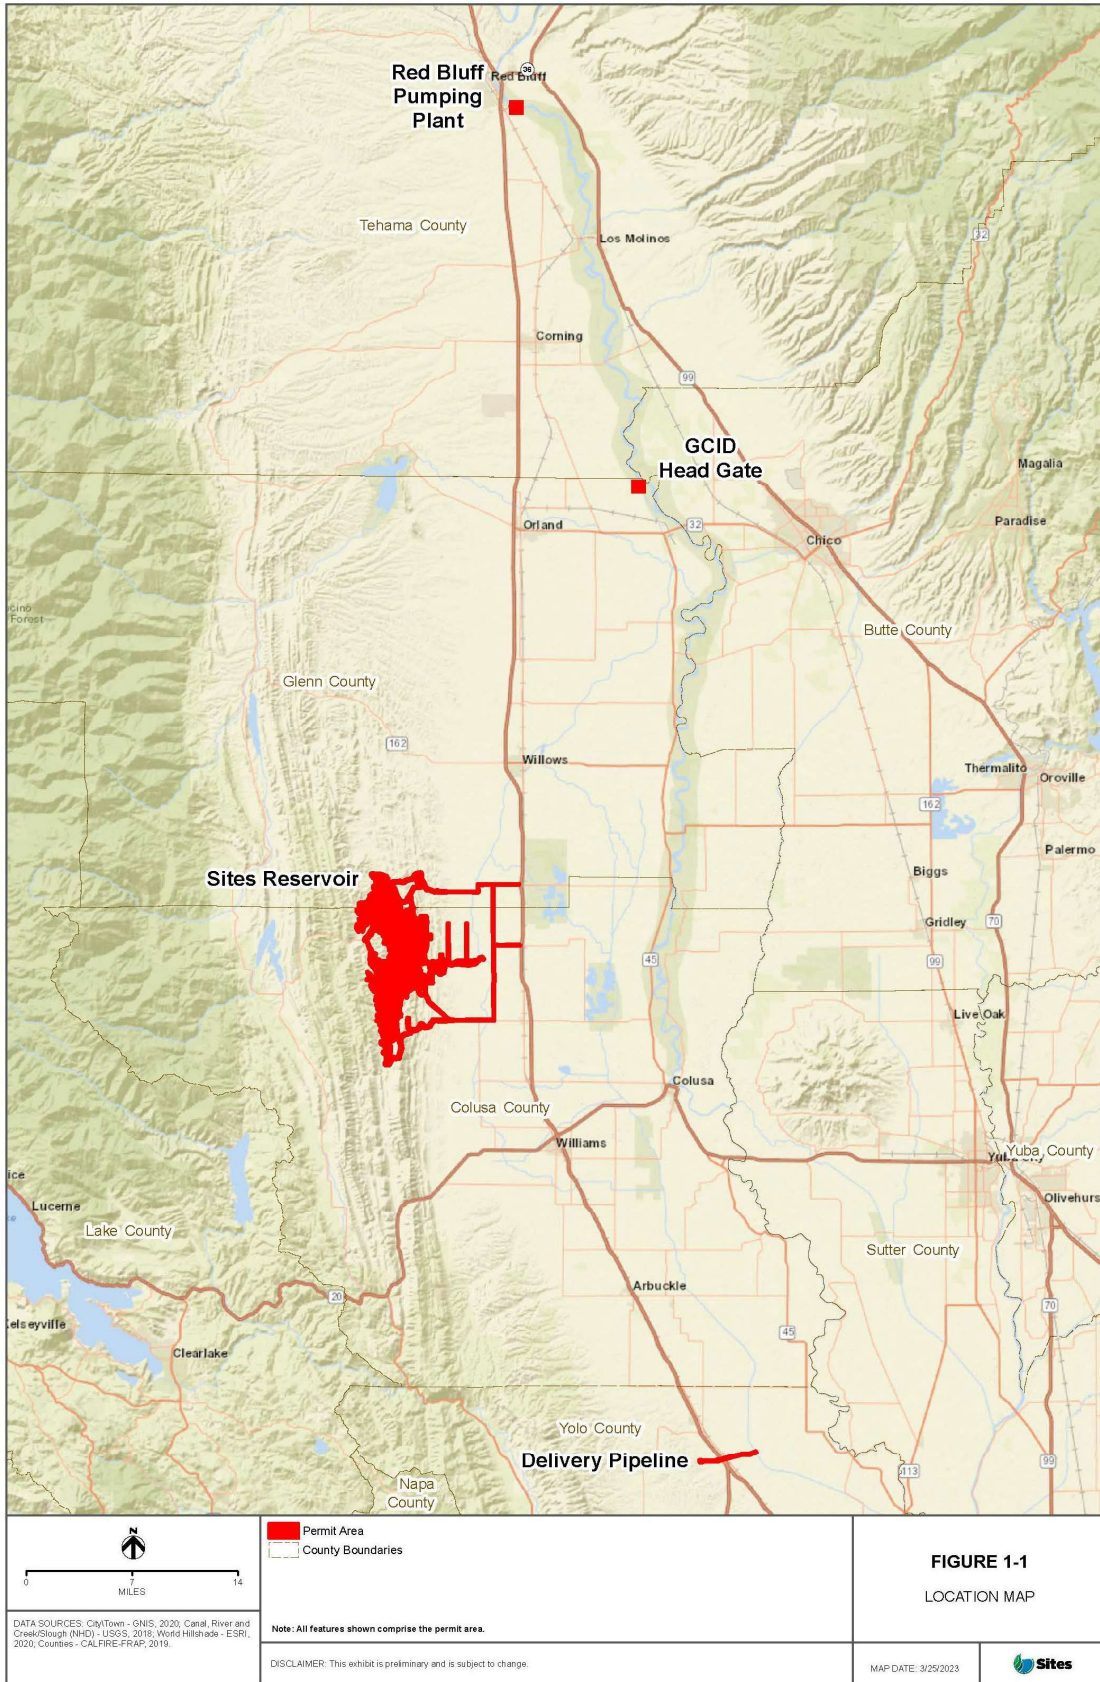 36
Red Bluff
Red Bluff
Pumping
Plant
Tehama County
32
Los Molinos
Corning
99
GCID
Head Gate
Magalia
Orland
32
Paradise
Chico
Forest
Butte County
Glenn County
162
Willows
Thermalito
Oroville
162
Palermo
Biggs
Sites Reservoir
Gridley
70
45
99
Live Oak
Colusa
Colusa County
Williams
Yuba County
Lucerne
Olivehurs
Lake County
Sutter County
Arbuckle
20
70
elseyville
45
Clearlake
Yolo County
Delivery Pipeline
99
113
Napa
County
N
0 7 14
MILES
DATA SOURCES: City\Town - GNIS, 2020; Canal, River and
Creek/Slough (NHD) - USGS, 2018; World Hillshade - ESRI,
2020; Counties - CALFIRE-FRAP, 2019.
Permit Area
County Boundaries
Note: All features shown comprise the permit area.
DISCLAIMER: This exhibit is preliminary and is subject to change.
FIGURE 1-1
LOCATION MAP
MAP DATE: 3/25/2023
Sites